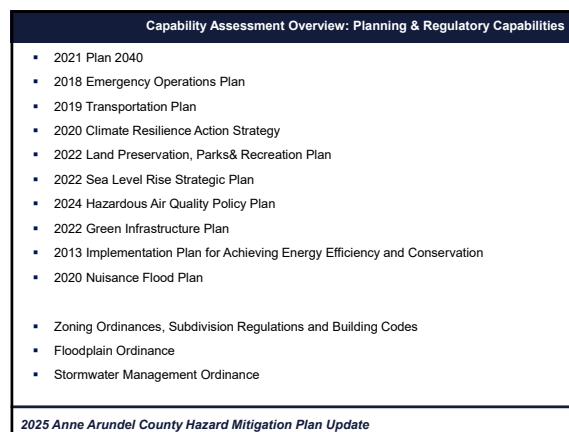 Capability Assessment Overview: Planning & Regulatory Capabilities
▪ 2021 Plan 2040
▪ 2018 Emergency Operations Plan
▪ 2019 Transportation Plan
▪ 2020 Climate Resilience Action Strategy
▪ 2022 Land Preservation, Parks& Recreation Plan
▪ 2022 Sea Level Rise Strategic Plan
▪ 2024 Hazardous Air Quality Policy Plan
▪ 2022 Green Infrastructure Plan
▪ 2013 Implementation Plan for Achieving Energy Efficiency and Conservation
▪ 2020 Nuisance Flood Plan
▪ Zoning Ordinances, Subdivision Regulations and Building Codes
▪ Floodplain Ordinance
▪ Stormwater Management Ordinance
2025 Anne Arundel County Hazard Mitigation Plan Update